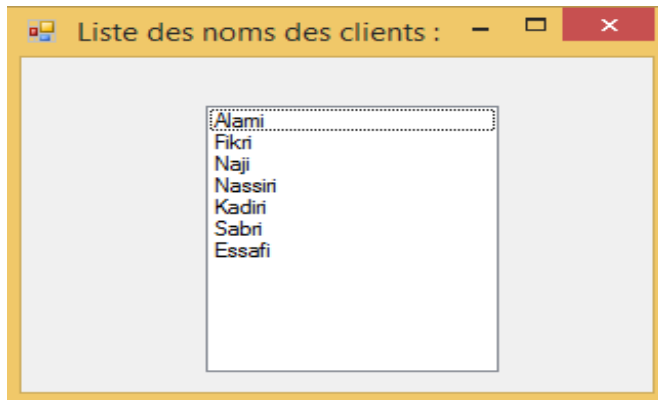 Liste des noms des clients :
Alami
Fikri
Naji
Nassiri
Kadiri
Sabri
Essafi